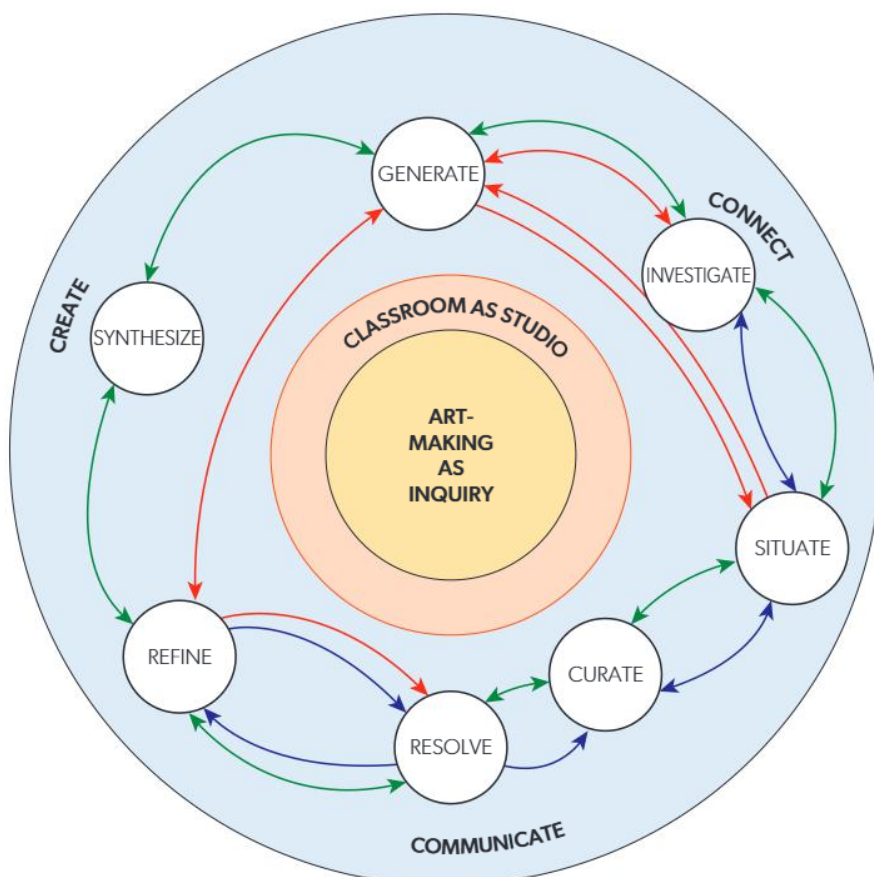 GENERATE
CONNECT
INVESTIGATE
CREATE
SYNTHESIZE
CLASSROOM AS STUDIO
ART-
MAKING
AS
INQUIRY
SITUATE
REFINE
CURATE
RESOLVE
COMMUNICATE